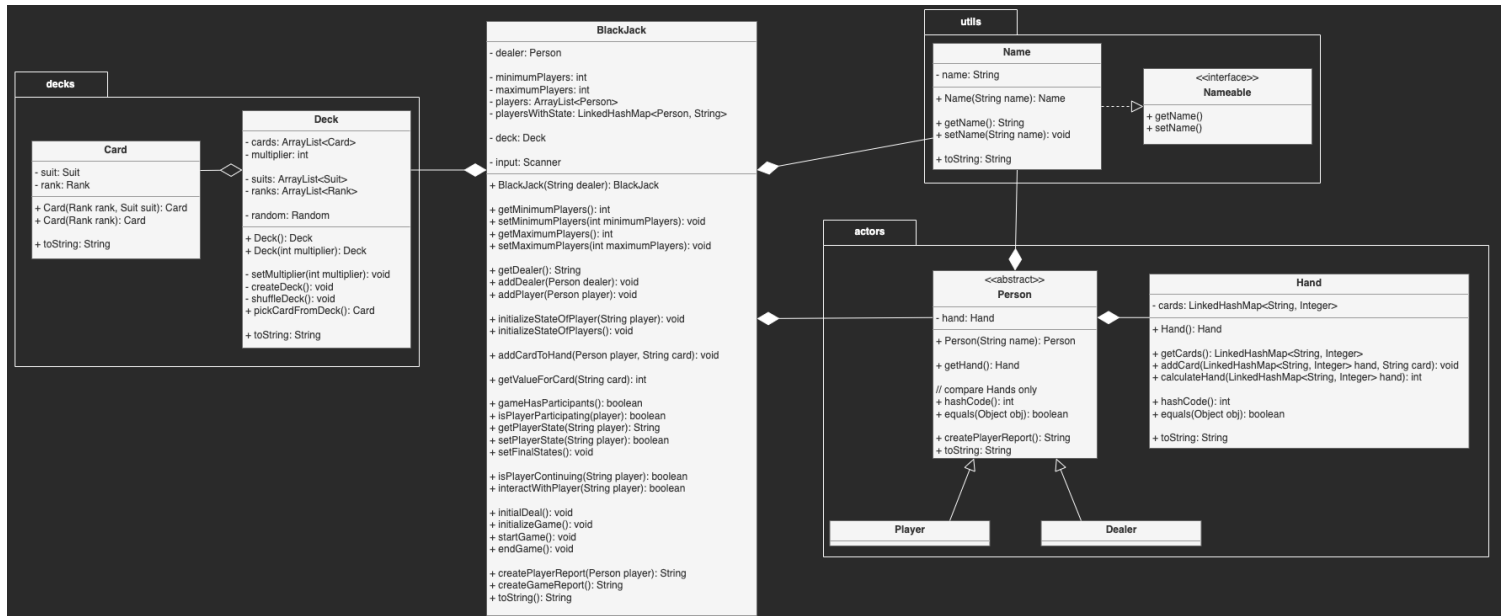 decks
Card
- suit: Suit
- rank: Rank
+ Card(Rank rank, Suit suit): Card
+ Card(Rank rank): Card
+ toString: String
Deck
- cards: ArrayList<Card>
- multiplier: int
- suits: ArrayList<Suit>
- ranks: ArrayList<Rank>
- random: Random
+ Deck(): Deck
+ Deck(int multiplier): Deck
- setMultiplier(int multiplier): void
- createDeck(): void
- shuffleDeck(): void
+ pickCardFromDeck(): Card
+ toString: String
BlackJack
- dealer: Person
- minimumPlayers: int
- maximumPlayers: int
- players: ArrayList<Person>
- playersWithState: LinkedHashMap<Person, String>
- deck: Deck
- input: Scanner
+ BlackJack(String dealer): BlackJack
+ getMinimumPlayers(): int
+ setMinimumPlayers(int minimumPlayers): void
+ getMaximumPlayers(): int
+ setMaximumPlayers(int maximumPlayers): void
+ getDealer(): String
+ addDealer(Person dealer): void
+ addPlayer(Person player): void
+ initializeStateOfPlayer(String player): void
+ initializeStateOfPlayers(): void
+ addCardToHand(Person player, String card): void
+ getValueForCard(String card): int
+ gameHasParticipants(): boolean
+ isPlayerParticipating(player): boolean
+ getPlayerState(String player): String
+ setPlayerState(String player): boolean
+ setFinalStates(): void
+ isPlayerContinuing(String player): boolean
+ interactWithPlayer(String player): boolean
+ initialDeal(): void
+ initializeGame(): void
+ startGame(): void
+ endGame(): void
+ createPlayerReport(Person player): String
+ createGameReport(): String
+ toString(): String
utils
Name
- name: String
+ Name(String name): Name
+ getName(): String
+ setName(String name): void
+ toString: String
<<interface>>
Nameable
+ getName()
+ setName()
actors
<<abstract>>
Person
- hand: Hand
+ Person(String name): Person
+ getHand(): Hand
// compare Hands only
+ hashCode(): int
+ equals(Object obj): boolean
+ createPlayerReport(): String
+ toString: String
Hand
- cards: LinkedHashMap<String, Integer>
+ Hand(): Hand
+ getCards(): LinkedHashMap<String, Integer>
+ addCard(LinkedHashMap<String, Integer> hand, String card): void
+ calculateHand(LinkedHashMap<String, Integer> hand): int
+ hashCode(): int
+ equals(Object obj): boolean
+ toString: String
Player
Dealer